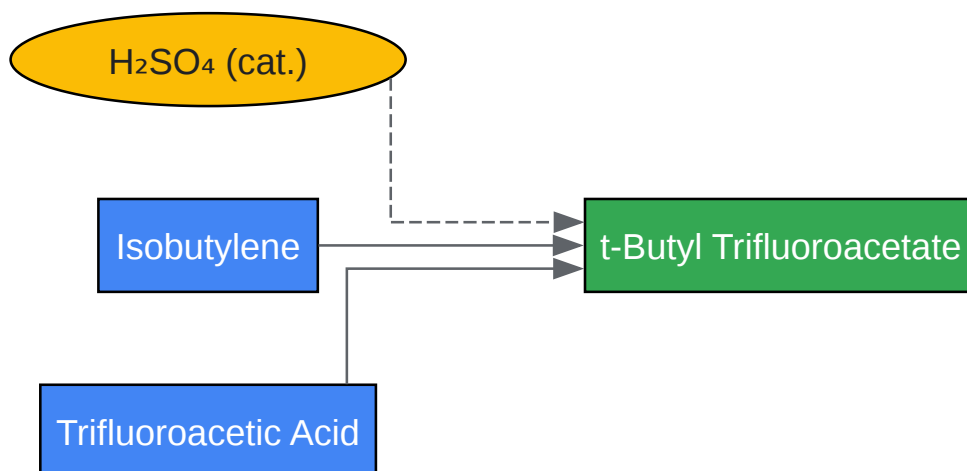 H₂SO₄ (cat.)
Isobutylene
t-Butyl Trifluoroacetate
Trifluoroacetic Acid